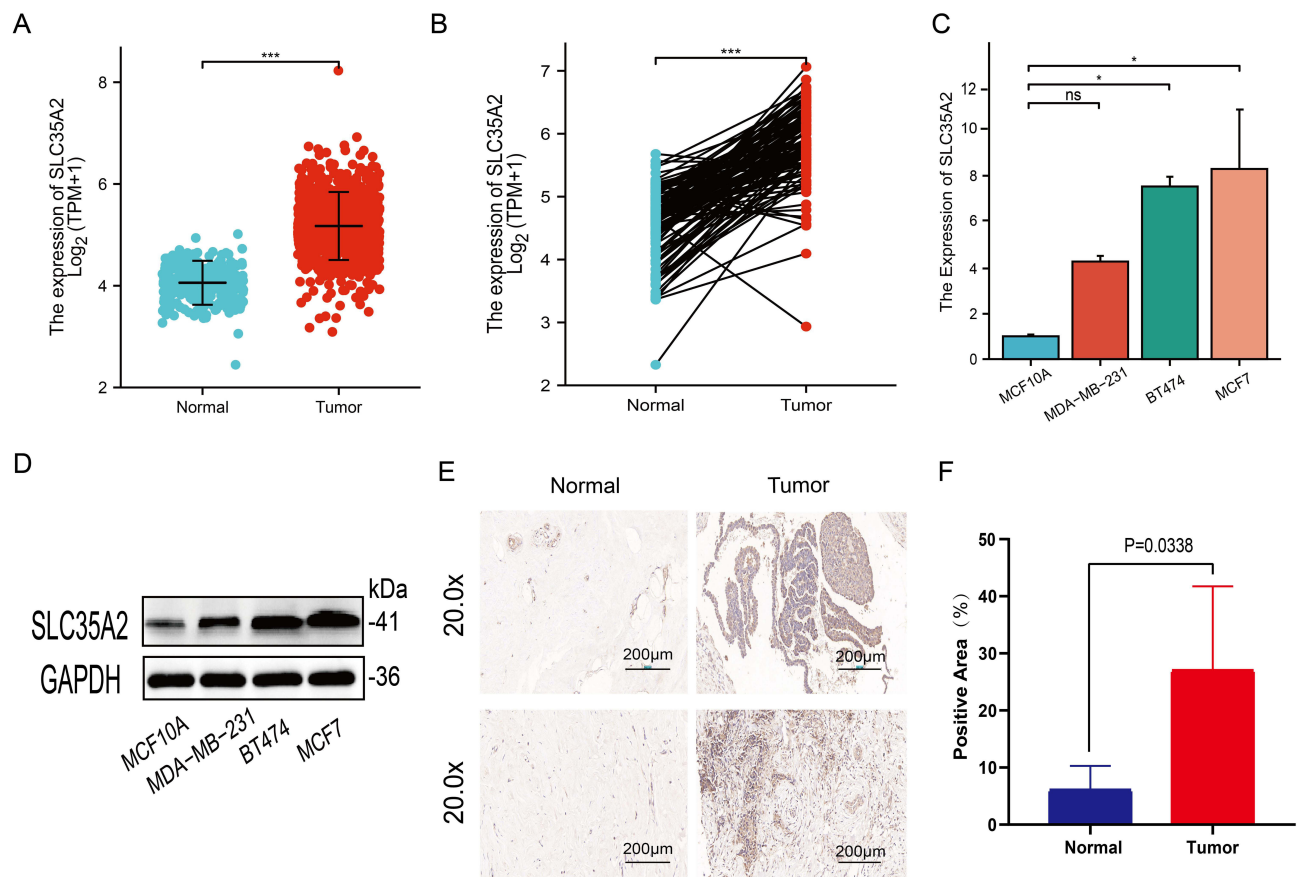 A
The expression of SLC35A2
Log2 (TPM+1)
8
6
4
2
***
Normal
Tumor
B
The expression of SLC35A2
Log2 (TPM+1)
7
6
5
4
3
2
***
Normal
Tumor
C
The Expression of SLC35A2
12
10
8
6
4
2
0
*
*
ns
MCF10A
MDA−MB−231
BT474
MCF7
D
kDa
SLC35A2
-41
GAPDH
-36
MCF10A
MDA−MB−231
BT474
MCF7
E
Normal
Tumor
20.0x
200μm
200μm
20.0x
200μm
200μm
F
Positive Area (%)
50
40
30
20
10
0
P=0.0338
Normal
Tumor